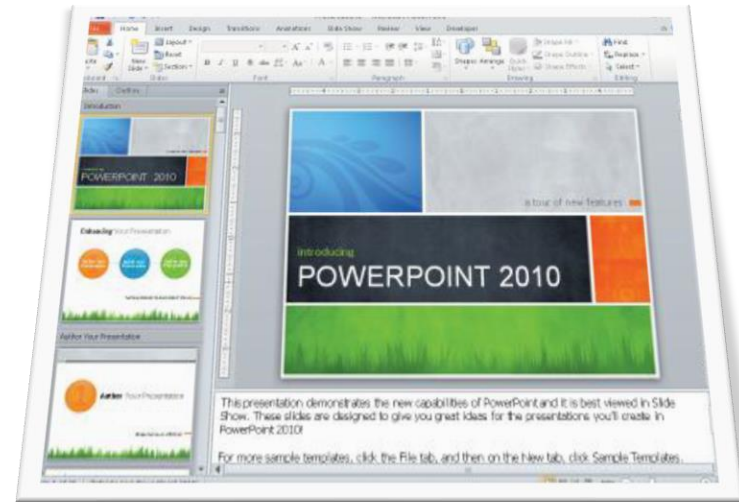 Home Insert Design Transitions Animations Slide Show Review View Developer
Layout
Reset
Section
New
Slide
Shapes Arrange Quick
Shape Fill
Shape Outline
Shape Effects
Find
Replace
Select
Slides Font Paragraph Drawing Editing
Slides Outline
Introduction
POWERPOINT 2010
Enhancing Your Presentation
Author Your Presentation
Author Your Presentation
a tour of new features
introducing
POWERPOINT 2010
This presentation demonstrates the new capabilities of PowerPoint and it is best viewed in Slide
Show. These slides are designed to give you great ideas for the presentations you'll create in
PowerPoint 2010!
For more sample templates, click the File tab, and then on the New tab, click Sample Templates.